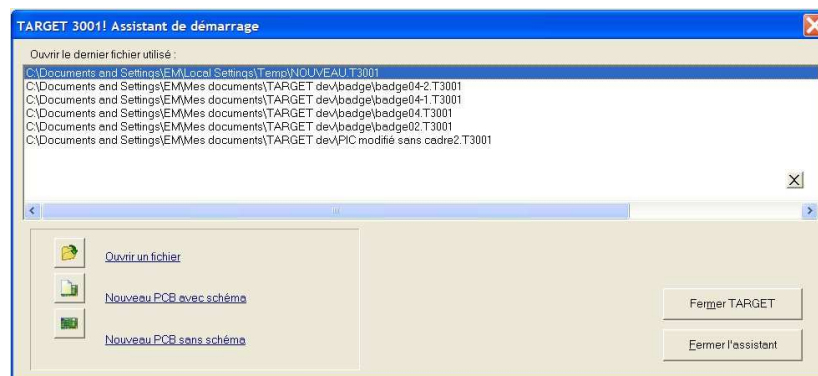 TARGET 3001! Assistant de démarrage
Ouvrir le dernier fichier utilisé :
C:\Documents and Settings\EM\Local Settings\Temp\NOUVEAU.T3001
C:\Documents and Settings\EM\Mes documents\TARGET dev\badge\badge04-2.T3001
C:\Documents and Settings\EM\Mes documents\TARGET dev\badge\badge04-1.T3001
C:\Documents and Settings\EM\Mes documents\TARGET dev\badge\badge04.T3001
C:\Documents and Settings\EM\Mes documents\TARGET dev\badge\badge02.T3001
C:\Documents and Settings\EM\Mes documents\TARGET dev\PIC modifié sans cadre2.T3001
X
Ouvrir un fichier
Nouveau PCB avec schéma
Fermer TARGET
Nouveau PCB sans schéma
Fermer l'assistant